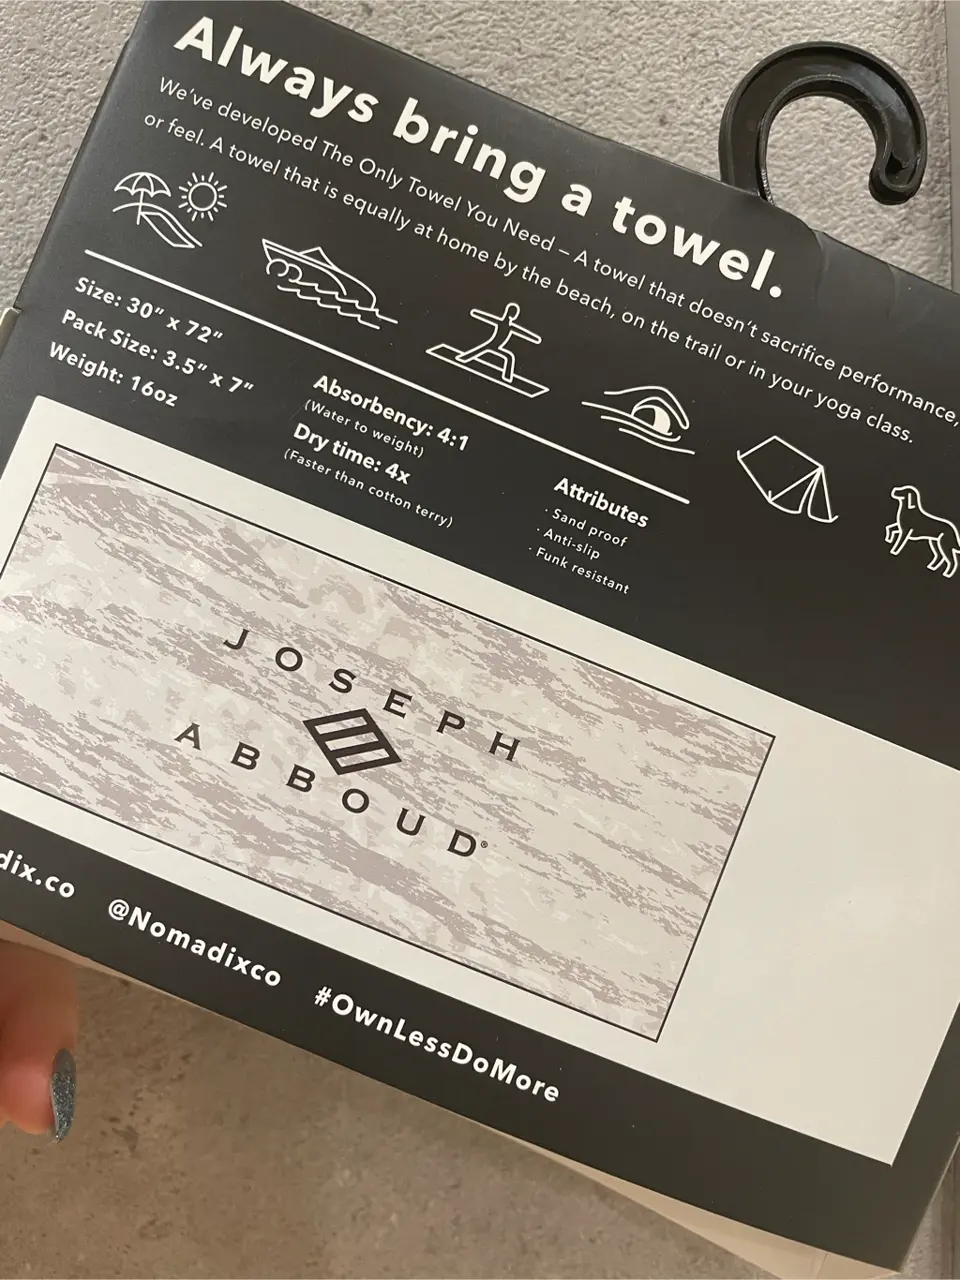 Always bring a towel.
We've developed The Only Towel You Need – A towel that doesn't sacrifice performance,
or feel. A towel that is equally at home by the beach, on the trail or in your yoga class.
Size: 30" x 72"
Pack Size: 3.5" x 7"
Weight: 16oz
Absorbency: 4:1
(Water to weight)
Dry time: 4x
(Faster than cotton terry)
Attributes
· Sand proof
· Anti-slip
· Funk resistant
JOSEPH
ABBOUD®
dix.co @Nomadixco #OwnLessDoMore